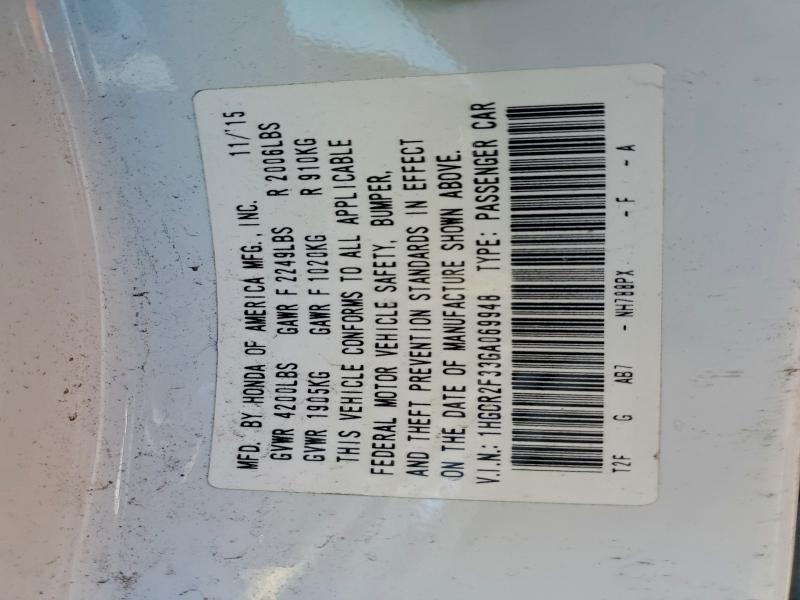 MFD. BY HONDA OF AMERICA MFG., INC. 11/'15
GVWR 4200LBS GAWR F 2249LBS R 2006LBS
GVWR 1905KG GAWR F 1020KG R 910KG
THIS VEHICLE CONFORMS TO ALL APPLICABLE
FEDERAL MOTOR VEHICLE SAFETY, BUMPER,
AND THEFT PREVENTION STANDARDS IN EFFECT
ON THE DATE OF MANUFACTURE SHOWN ABOVE.
V.I.N.: 1HGCR2F33GA069948 TYPE: PASSENGER CAR
T2F G AB7 - NH788PX - F - A